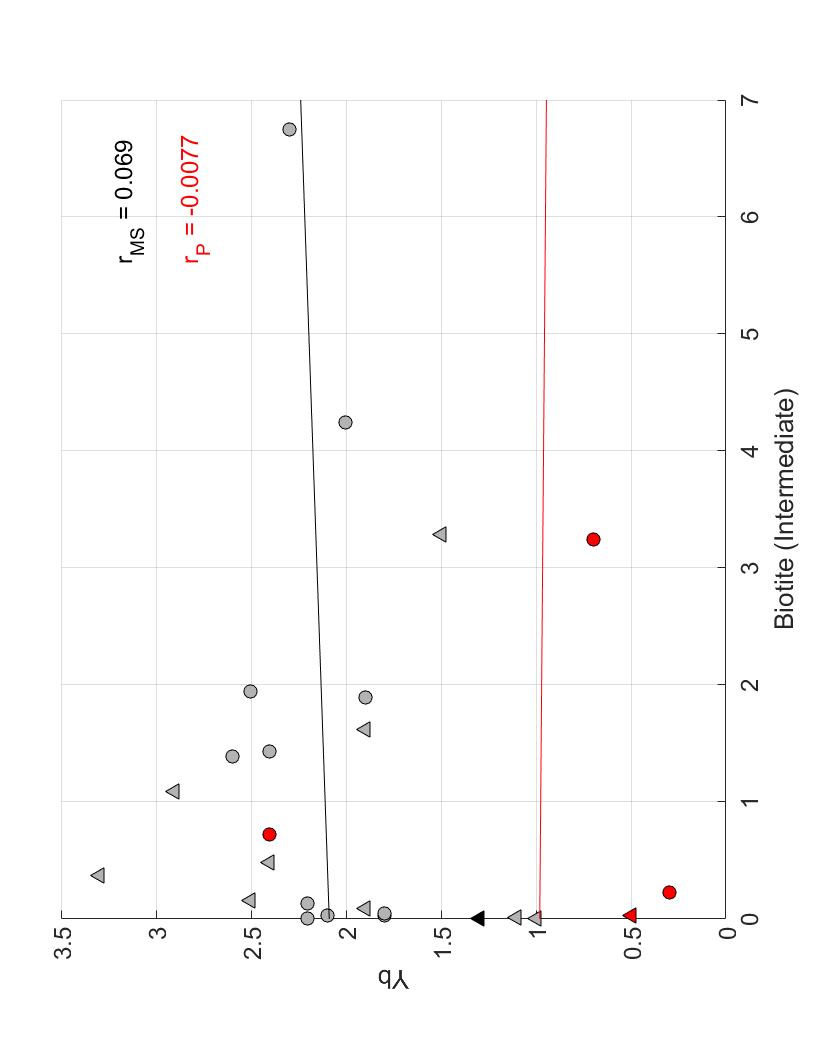 3.5
3
2.5
2
1.5
1
0.5
0
Yb
r_MS = 0.069
r_P = -0.0077
0 1 2 3 4 5 6 7
Biotite (Intermediate)